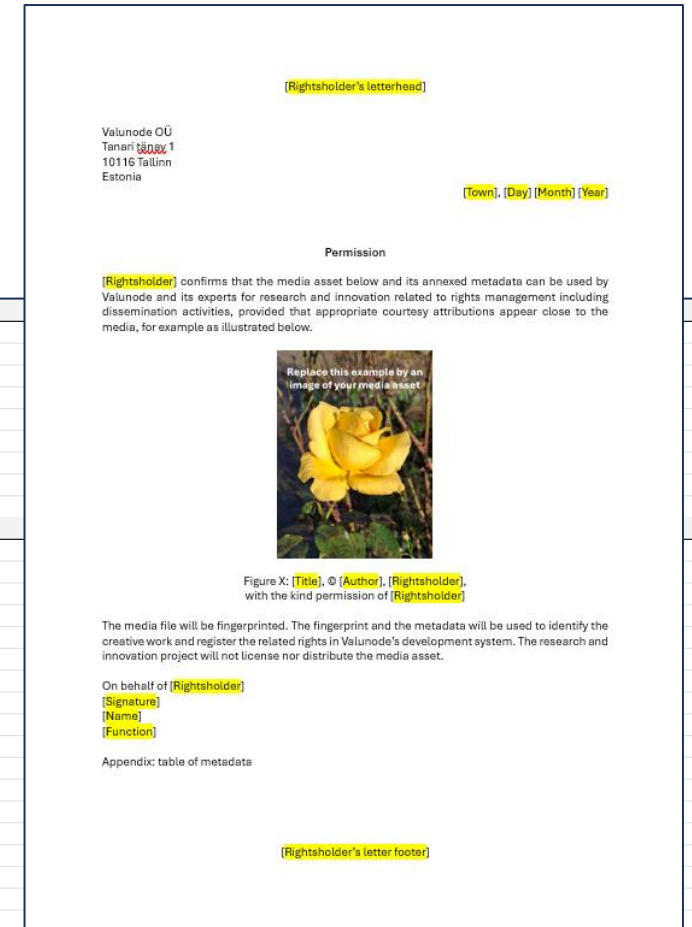 [Rightsholder's letterhead]
Valunode OÜ
Tanari tänav 1
10116 Tallinn
Estonia
[Town], [Day] [Month] [Year]
Permission
[Rightsholder] confirms that the media asset below and its annexed metadata can be used by
Valunode and its experts for research and innovation related to rights management including
dissemination activities, provided that appropriate courtesy attributions appear close to the
media, for example as illustrated below.
Replace this example by an
image of your media asset
Figure X: [Title], © [Author], [Rightsholder],
with the kind permission of [Rightsholder]
The media file will be fingerprinted. The fingerprint and the metadata will be used to identify the
creative work and register the related rights in Valunode's development system. The research and
innovation project will not license nor distribute the media asset.
On behalf of [Rightsholder]
[Signature]
[Name]
[Function]
Appendix: table of metadata
[Rightsholder's letter footer]